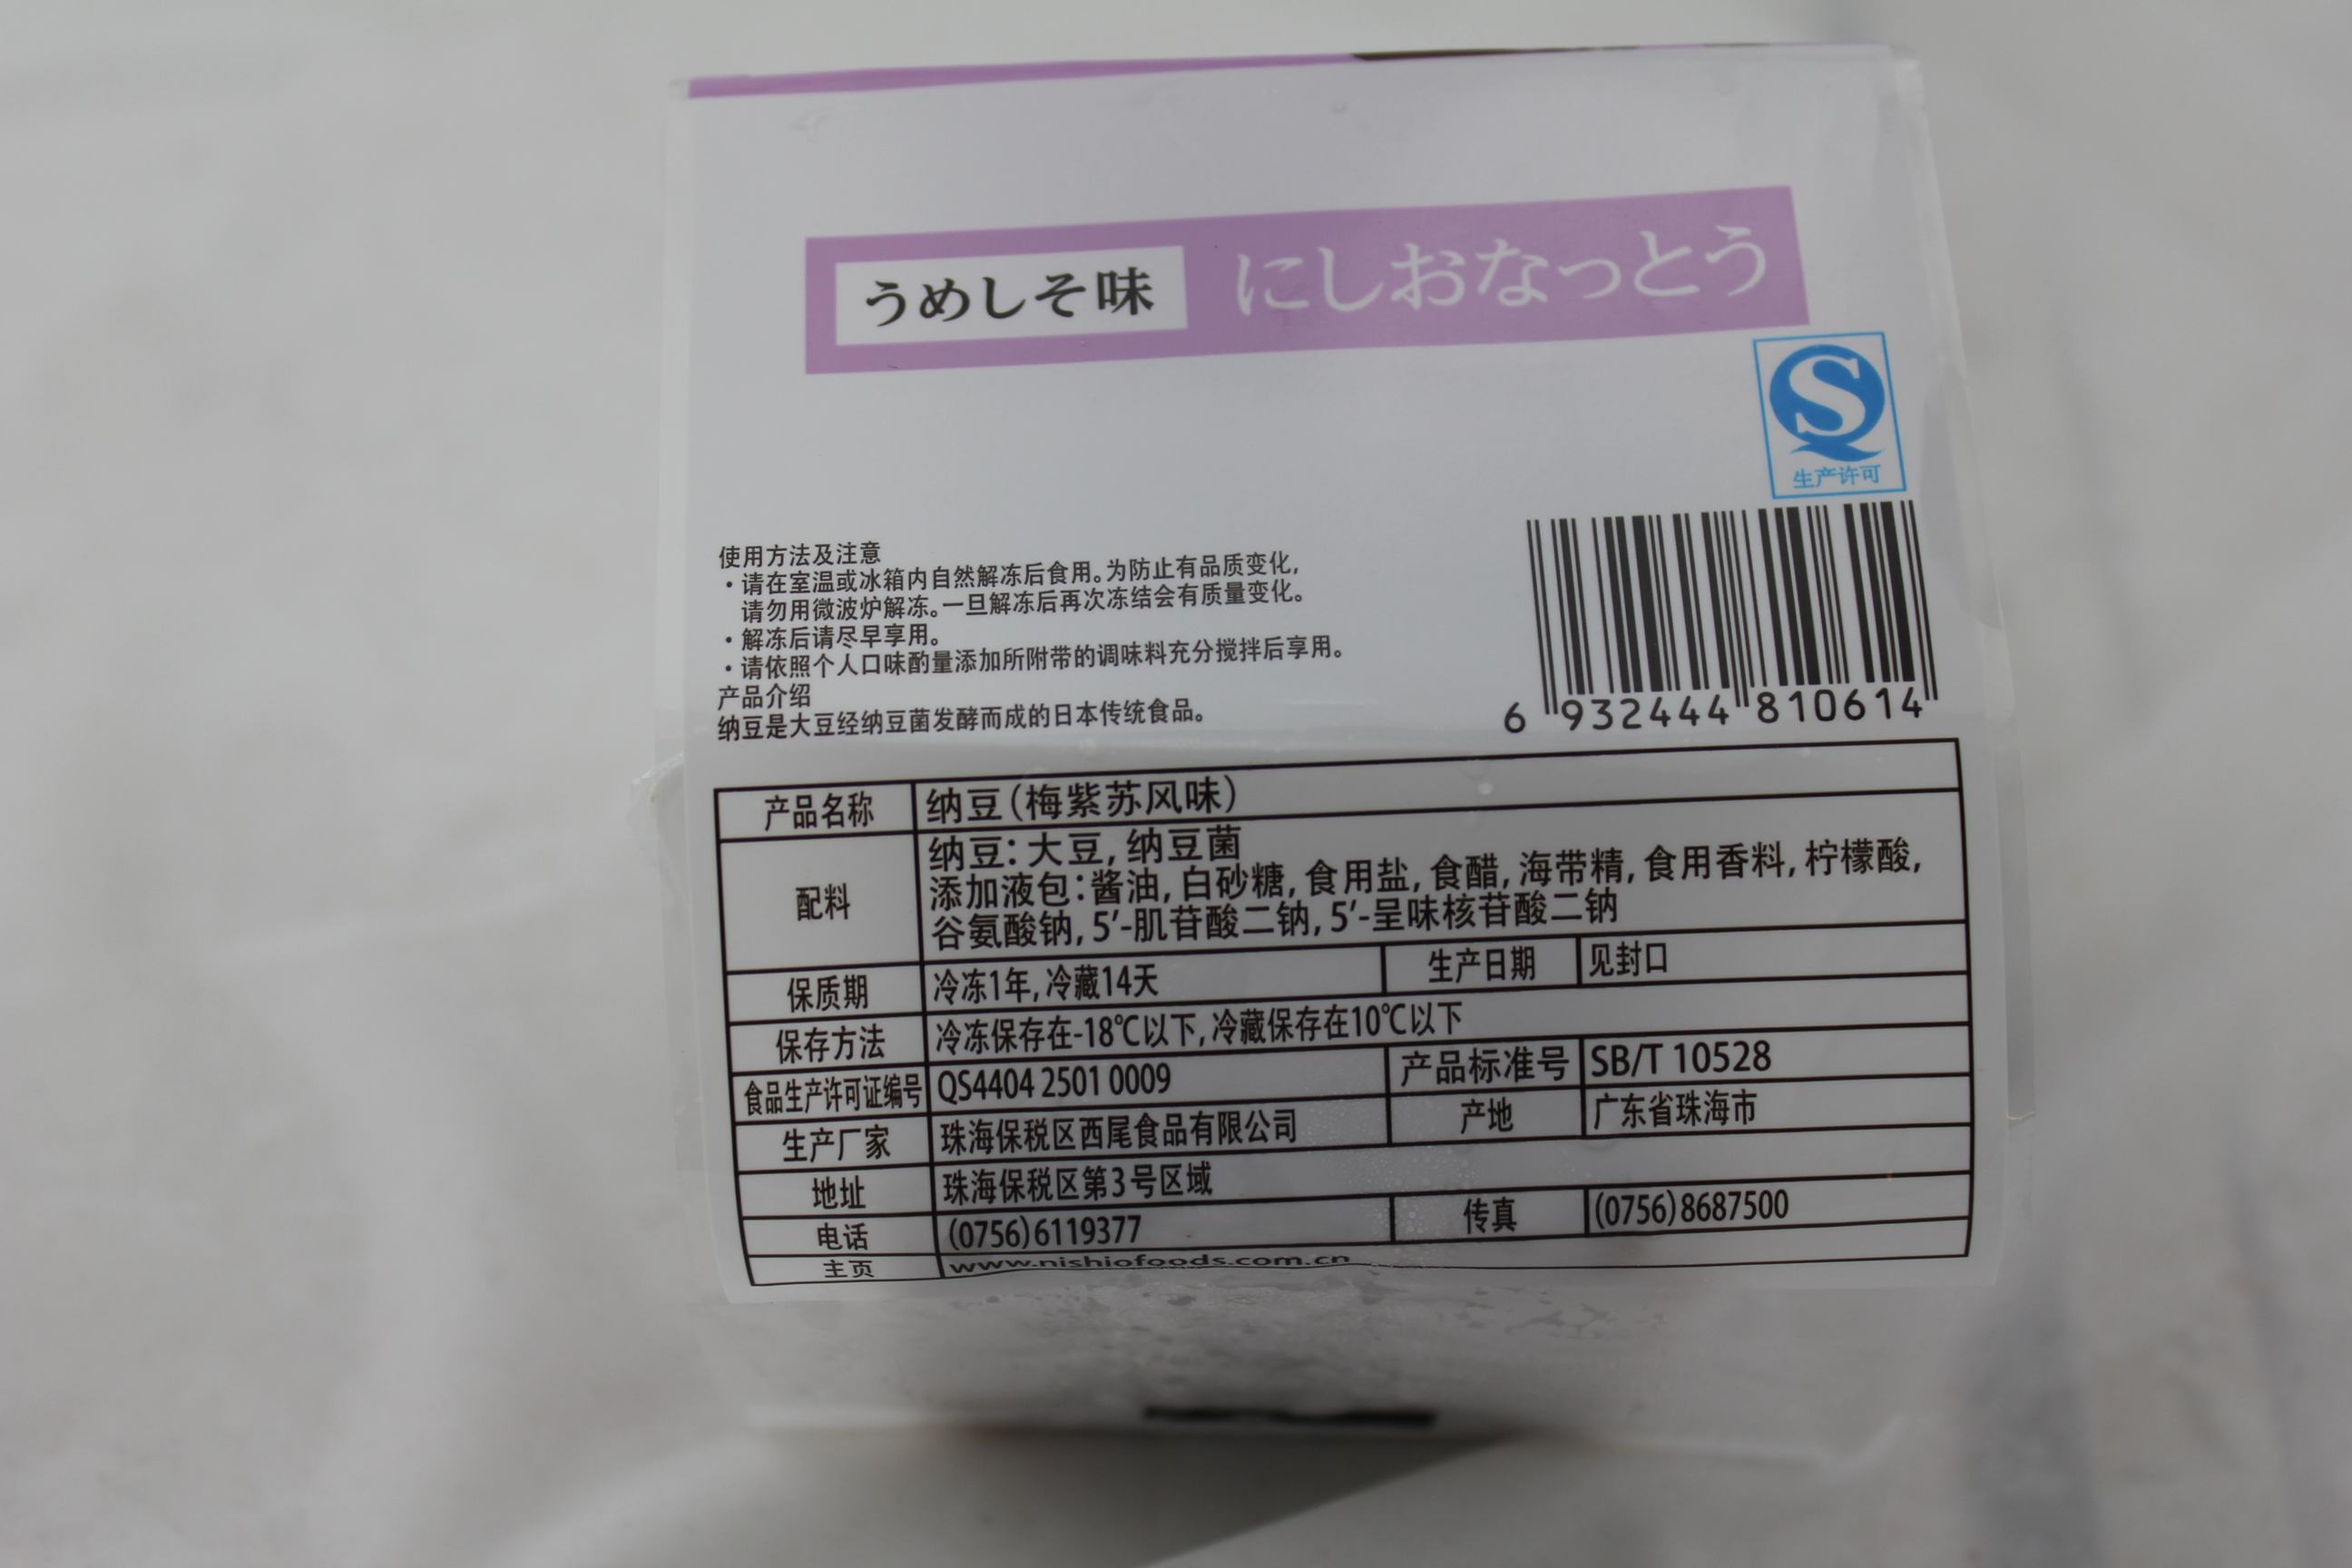 うめしそ味 にしおなっとう
生产许可
使用方法及注意
・请在室温或冰箱内自然解冻后食用。为防止有品质变化,
请勿用微波炉解冻。一旦解冻后再次冻结会有质量变化。
・解冻后请尽早享用。
・请依照个人口味酌量添加所附带的调味料充分搅拌后享用。
产品介绍
纳豆是大豆经纳豆菌发酵而成的日本传统食品。
6 932444 810614
产品名称 纳豆(梅紫苏风味)
配料 纳豆:大豆,纳豆菌
添加液包:酱油,白砂糖,食用盐,食醋,海带精,食用香料,柠檬酸,
谷氨酸钠,5'-肌苷酸二钠,5'-呈味核苷酸二钠
保质期 冷冻1年,冷藏14天 生产日期 见封口
保存方法 冷冻保存在-18℃以下,冷藏保存在10℃以下
食品生产许可证编号 QS4404 2501 0009 产品标准号 SB/T 10528
生产厂家 珠海保税区西尾食品有限公司 产地 广东省珠海市
地址 珠海保税区第3号区域
电话 (0756)6119377 传真 (0756)8687500
主页 www.nishiofoods.com.cn